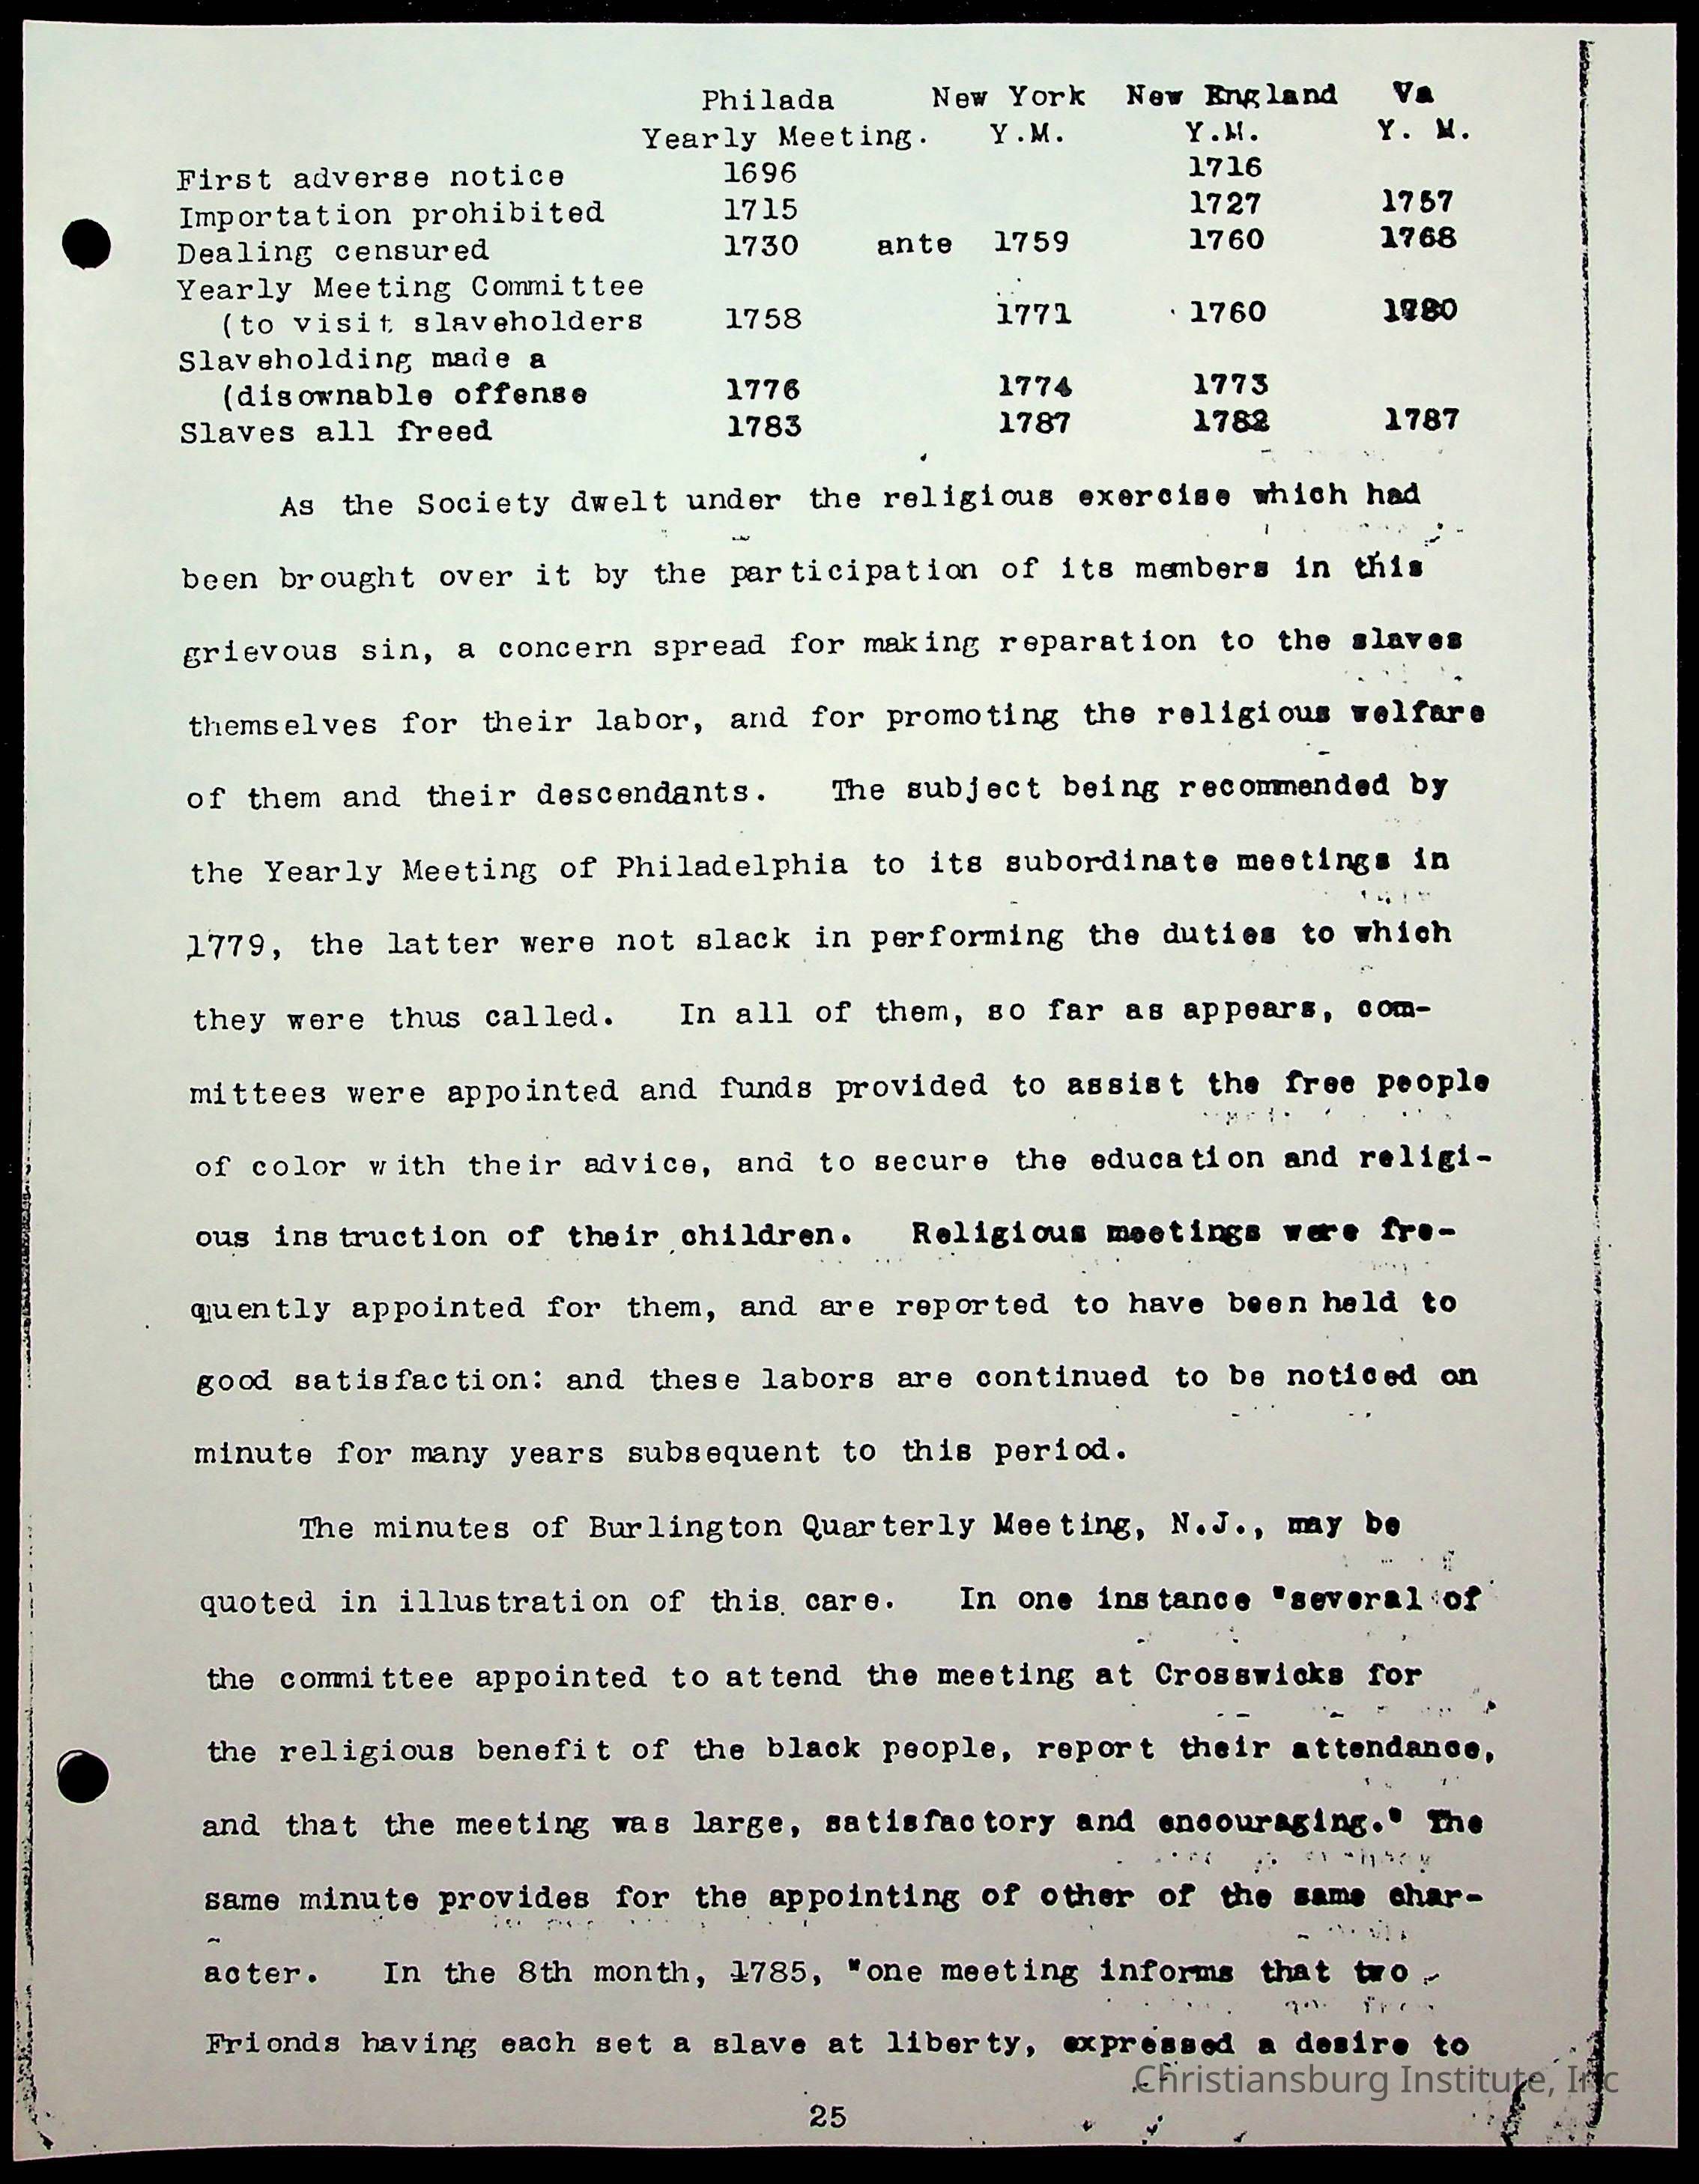 Philada New York New England Va
Yearly Meeting. Y.M. Y.M. Y. M.
First adverse notice 1696 1716
Importation prohibited 1715 1727 1757
Dealing censured 1730 ante 1759 1760 1768
Yearly Meeting Committee
(to visit slaveholders 1758 1771 1760
Slaveholding made a
(disownable offense 1776 1774 1773
Slaves all freed 1783 1787 1782 1787
As the Society dwelt under the religious exercise which had
been brought over it by the participation of its members in this
grievous sin, a concern spread for making reparation to the slaves
themselves for their labor, and for promoting the religious welfare
of them and their descendants. The subject being recommended by
the Yearly Meeting of Philadelphia to its subordinate meetings in
1779, the latter were not slack in performing the duties to which
they were thus called. In all of them, so far as appears, com-
mittees were appointed and funds provided to assist the free people
of color with their advice, and to secure the education and religi-
ous instruction of their children. Religious meetings were fre-
quently appointed for them, and are reported to have been held to
good satisfaction: and these labors are continued to be noticed on
minute for many years subsequent to this period.
The minutes of Burlington Quarterly Meeting, N.J., may be
quoted in illustration of this care. In one instance "several of
the committee appointed to attend the meeting at Crosswicks for
the religious benefit of the black people, report their attendance,
and that the meeting was large, satisfactory and encouraging." The
same minute provides for the appointing of other of the same char-
acter. In the 8th month, 1785, "one meeting informs that two
Frionds having each set a slave at liberty, expressed a desire to
Christiansburg Institute, Inc
25